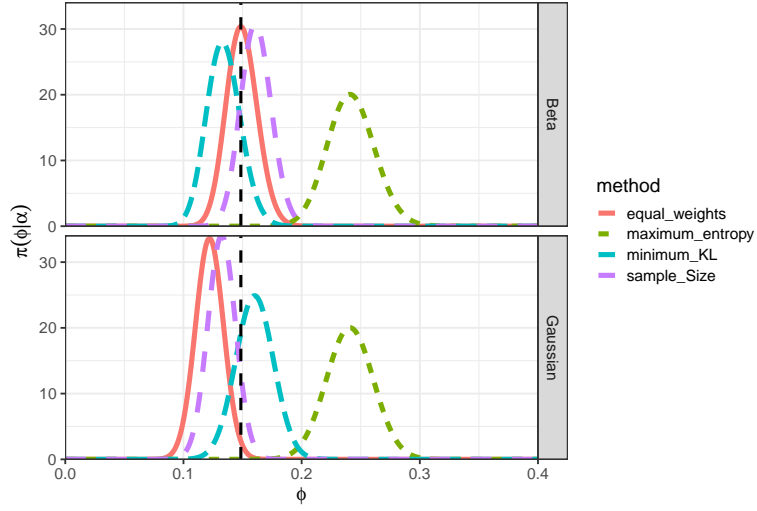 30
20
10
0
Beta
30
20
10
0
Gaussian
π(ϕ|α)
0.0 0.1 0.2 0.3 0.4
ϕ
method
equal_weights
maximum_entropy
minimum_KL
sample_Size